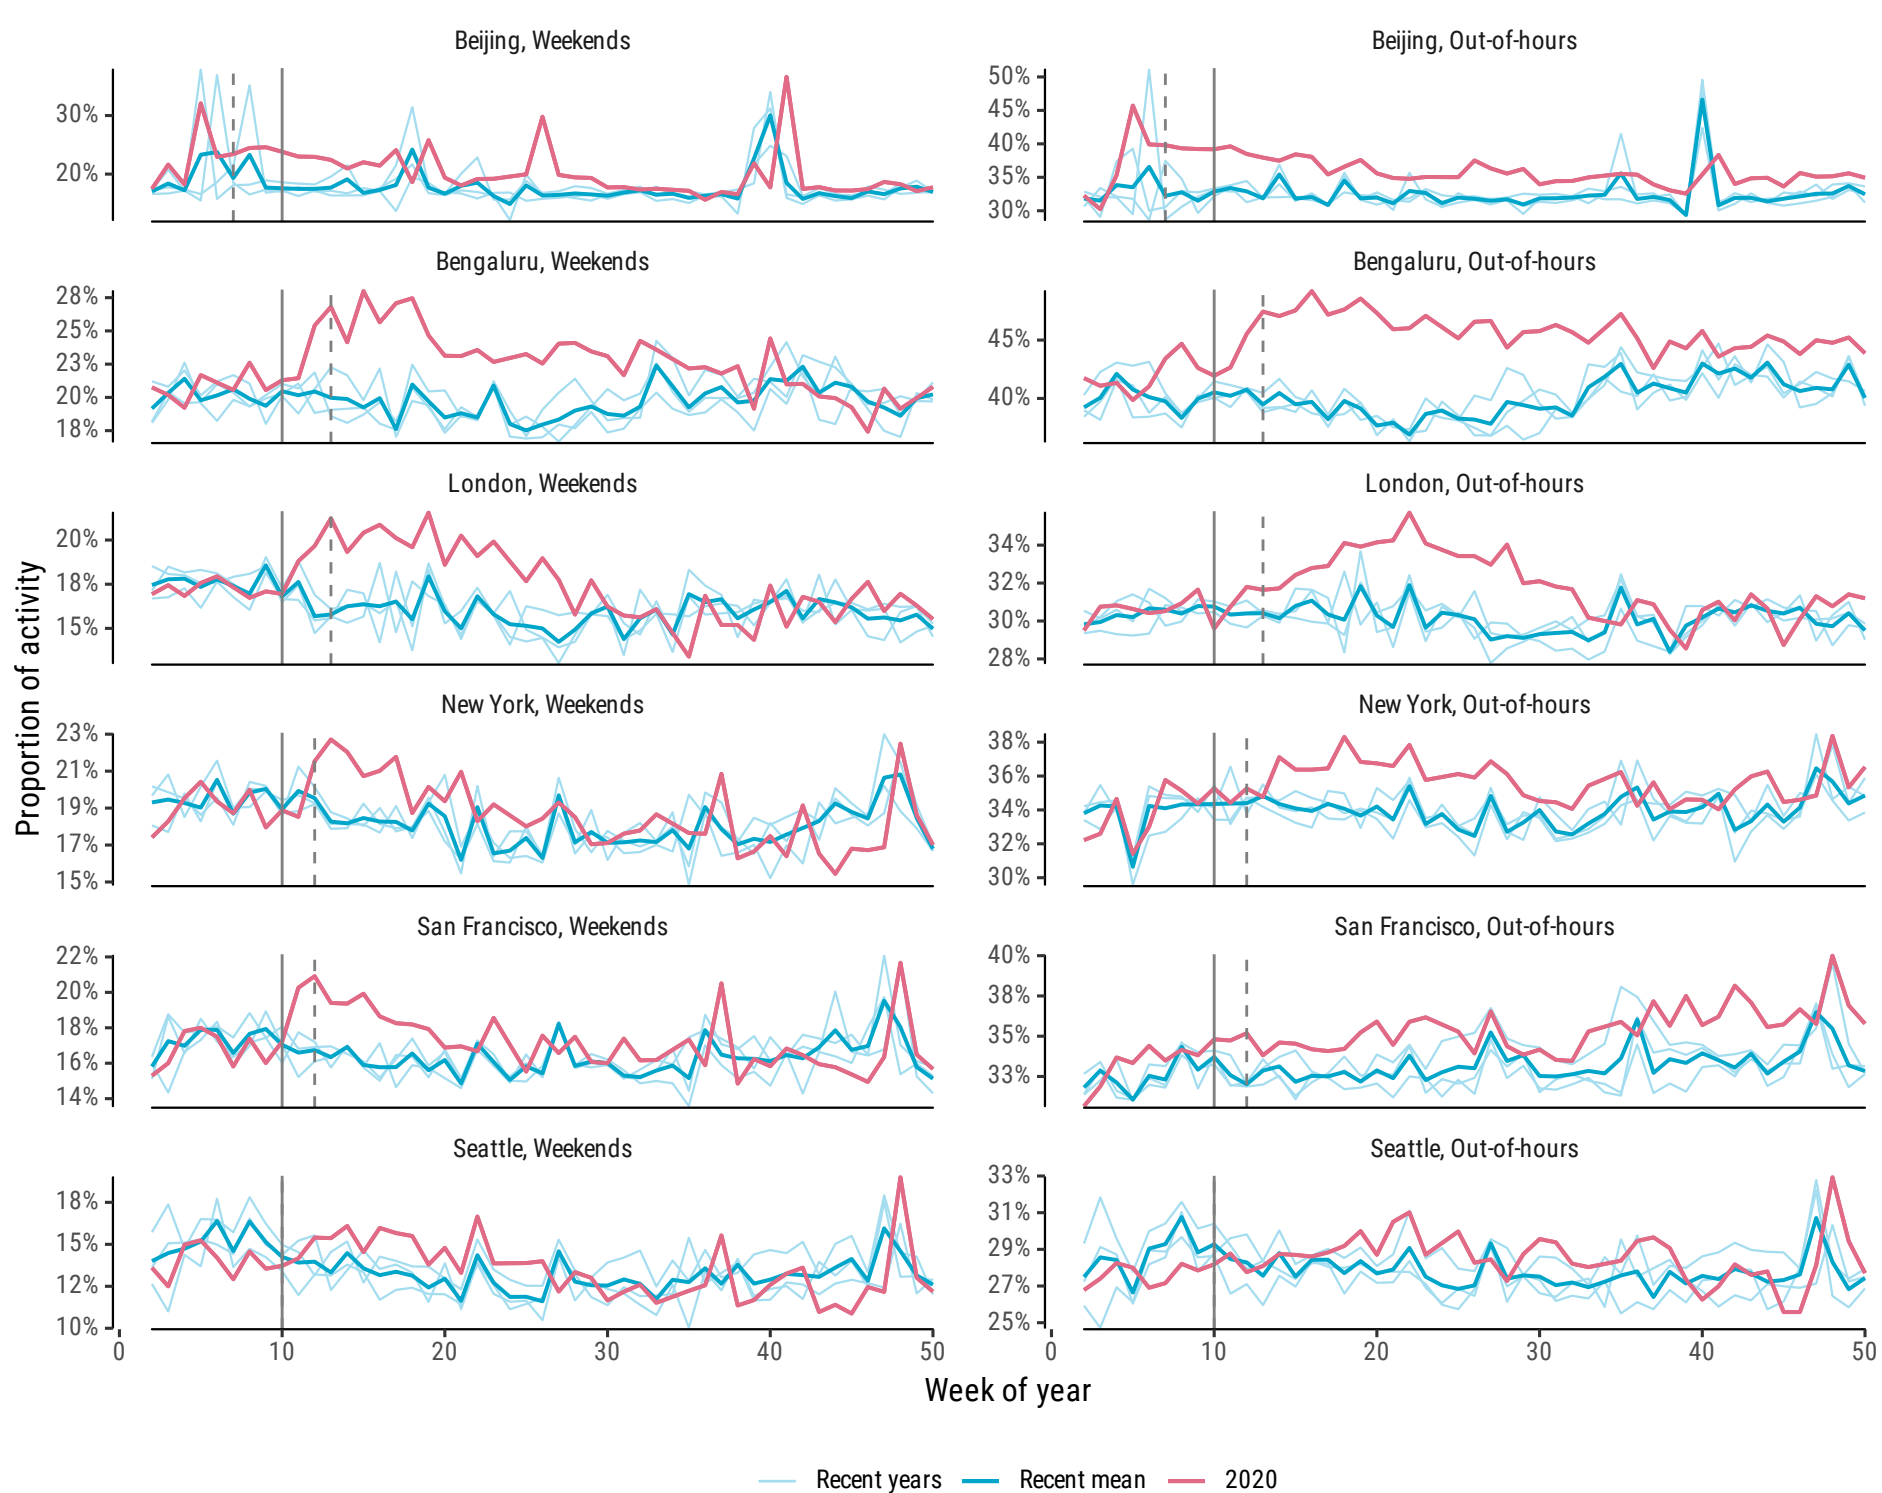 Beijing, Weekends
Beijing, Out-of-hours
30%
20%
50%
45%
40%
35%
30%
Bengaluru, Weekends
Bengaluru, Out-of-hours
28%
25%
23%
20%
18%
45%
40%
London, Weekends
London, Out-of-hours
20%
18%
15%
34%
32%
30%
28%
Proportion of activity
New York, Weekends
New York, Out-of-hours
23%
21%
19%
17%
15%
38%
36%
34%
32%
30%
San Francisco, Weekends
San Francisco, Out-of-hours
22%
20%
18%
16%
14%
40%
38%
35%
33%
Seattle, Weekends
Seattle, Out-of-hours
18%
15%
12%
10%
33%
31%
29%
27%
25%
0 10 20 30 40 50
0 10 20 30 40 50
Week of year
Recent years Recent mean 2020